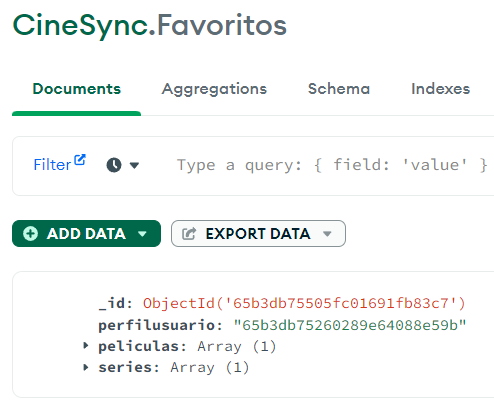 CineSync.Favoritos
Documents Aggregations Schema Indexes
Filter Type a query: { field: 'value' }
ADD DATA EXPORT DATA
_id: ObjectId('65b3db75505fc01691fb83c7')
perfilusuario: "65b3db75260289e64088e59b"
peliculas: Array (1)
series: Array (1)